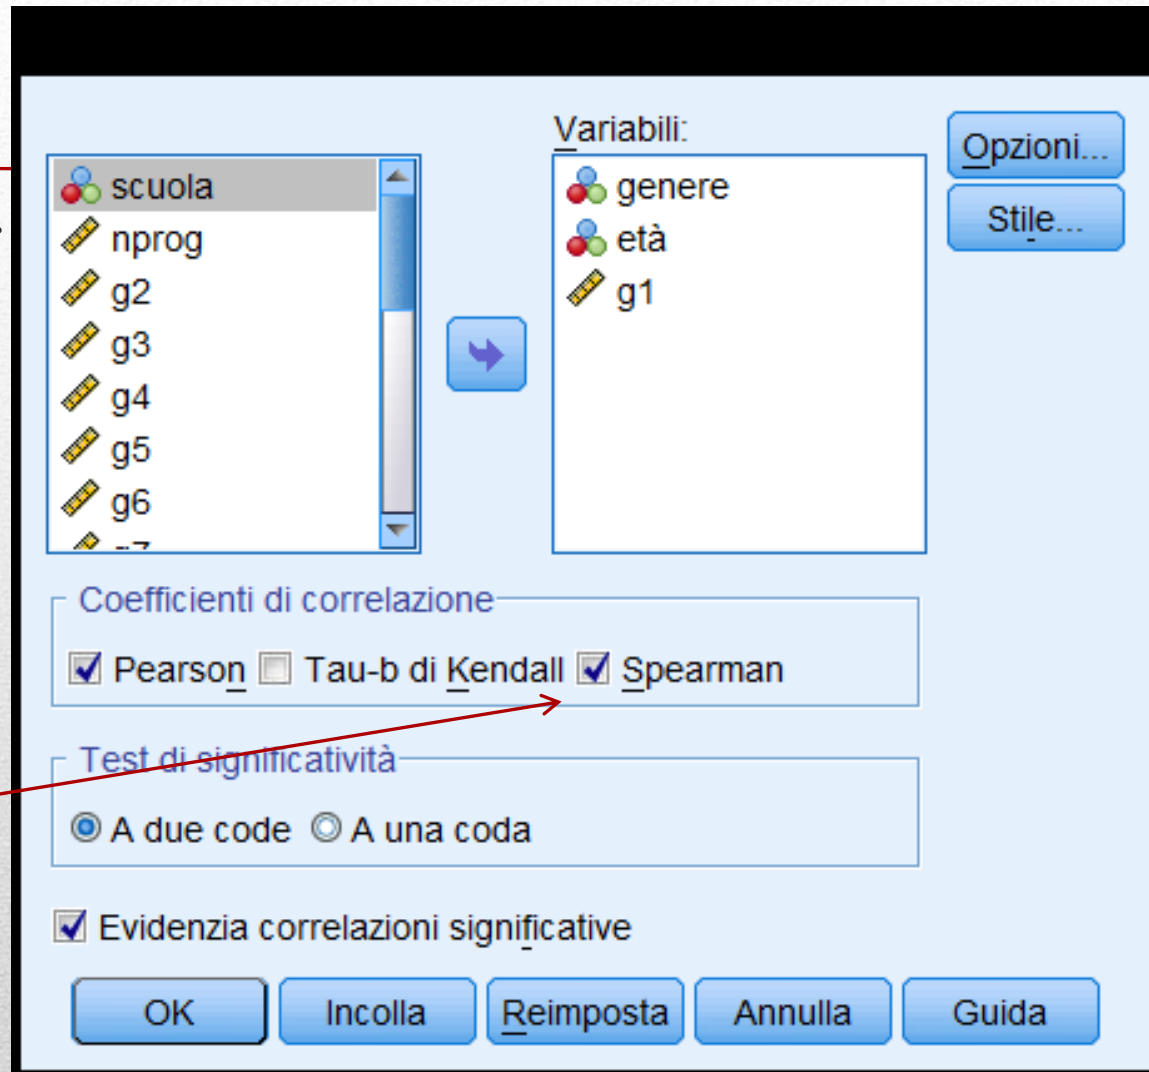 Variabili:
scuola
nprog
g2
g3
g4
g5
g6
genere
età
g1
Opzioni...
Stile...
Coefficienti di correlazione
Pearson Tau-b di Kendall Spearman
Test di significatività
A due code A una coda
Evidenzia correlazioni significative
OK Incolla Reimposta Annulla Guida